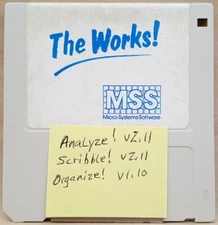 The Works!
MSS
Micro-Systems Software
Analyze! v2.11
Scribble! v2.11
Organize! v1.10